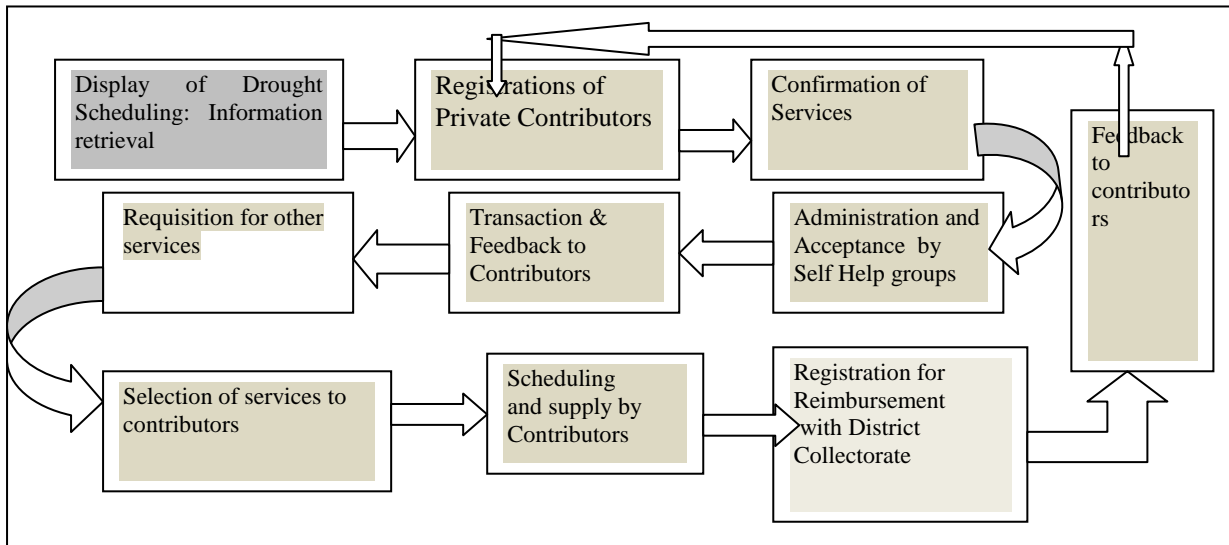 Display of Drought
Scheduling: Information
retrieval
Registrations of
Private Contributors
Confirmation of
Services
Feedback
to
contributo
rs
Requisition for other
services
Transaction &
Feedback to
Contributors
Administration and
Acceptance by
Self Help groups
Selection of services to
contributors
Scheduling
and supply by
Contributors
Registration for
Reimbursement
with District
Collectorate